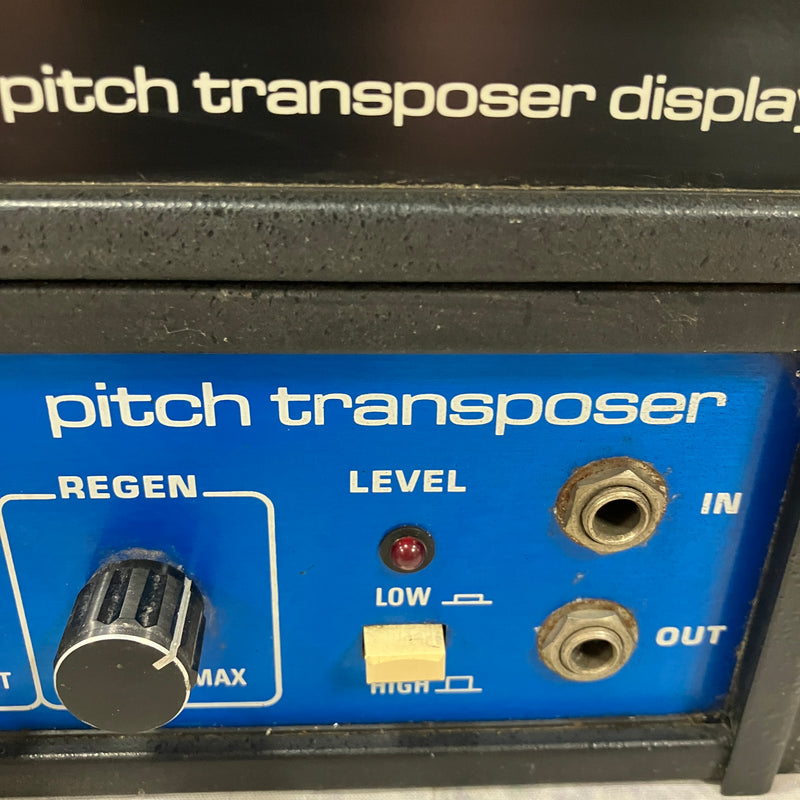 pitch transposer display
pitch transposer
REGEN
LEVEL
IN
LOW
OUT
T
MAX
HIGH